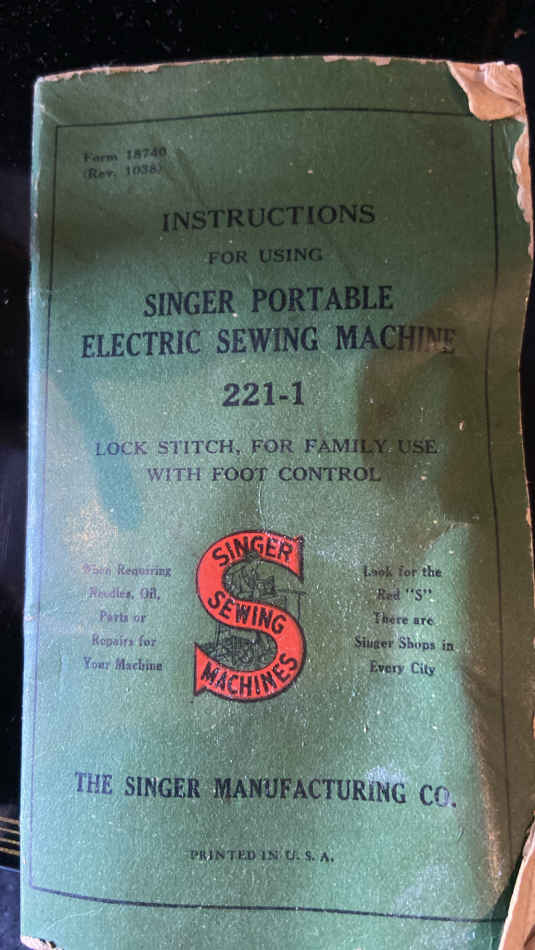 Form 18740
(Rev. 1038)
INSTRUCTIONS
FOR USING
SINGER PORTABLE
ELECTRIC SEWING MACHINE
221-1
LOCK STITCH, FOR FAMILY USE
WITH FOOT CONTROL
When Requiring
Needles, Oil,
Parts or
Repairs for
Your Machine
SINGER
SEWING
MACHINES
Look for the
Red "S"
There are
Singer Shops in
Every City
THE SINGER MANUFACTURING CO.
PRINTED IN U. S. A.